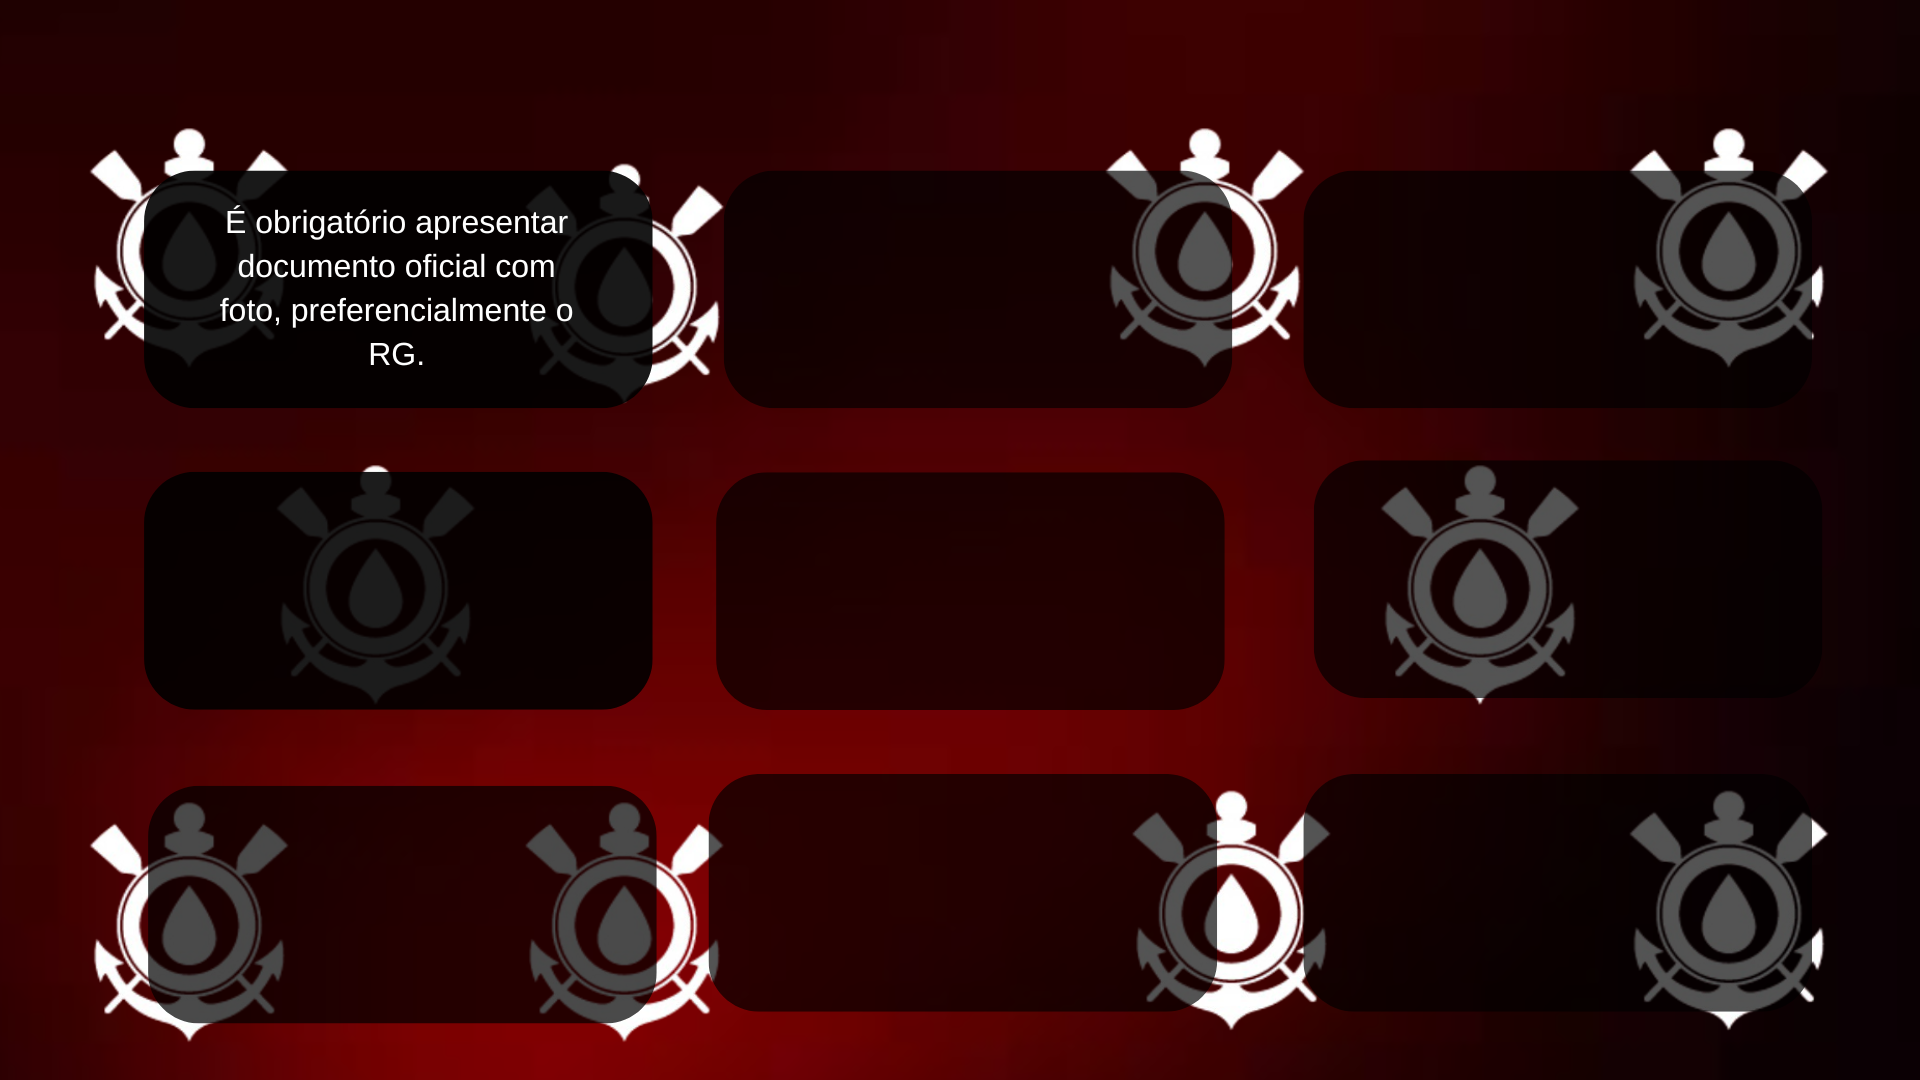 É obrigatório apresentar
documento oficial com
foto, preferencialmente o
RG.